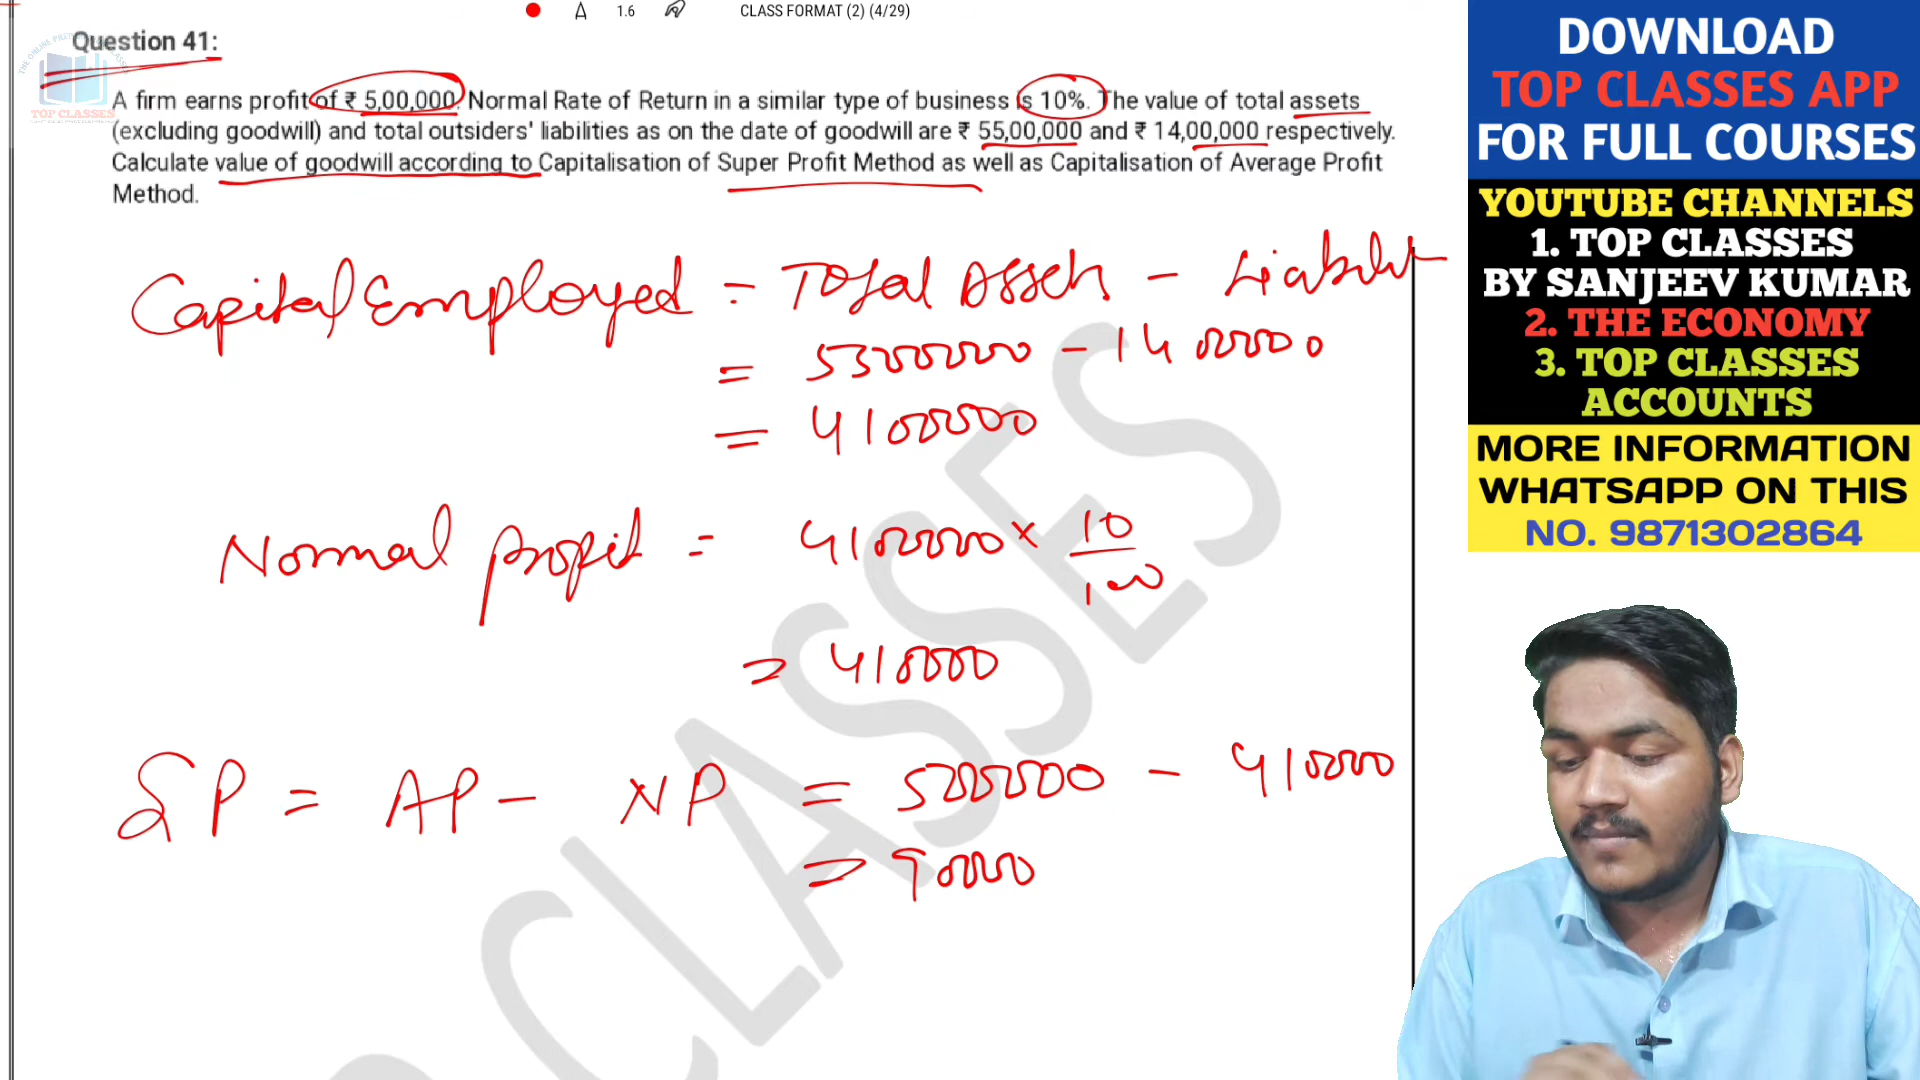 CLASS FORMAT (2) (4/29)
1.6
Question 41:
TOP CLASSES
A firm earns profit of ₹ 5,00,000. Normal Rate of Return in a similar type of business is 10%. The value of total assets
(excluding goodwill) and total outsiders' liabilities as on the date of goodwill are ₹ 55,00,000 and ₹ 14,00,000 respectively.
Calculate value of goodwill according to Capitalisation of Super Profit Method as well as Capitalisation of Average Profit
Method.
Capital Employed = Total Assets - Liabilit
= 5500000 - 1400000
= 4100000
Normal profit = 4100000 × 10/100
= 410000
SP = AP - NP = 500000 - 410000
= 90000
CLASSES
DOWNLOAD
TOP CLASSES APP
FOR FULL COURSES
YOUTUBE CHANNELS
1. TOP CLASSES
BY SANJEEV KUMAR
2. THE ECONOMY
3. TOP CLASSES
ACCOUNTS
MORE INFORMATION
WHATSAPP ON THIS
NO. 9871302864